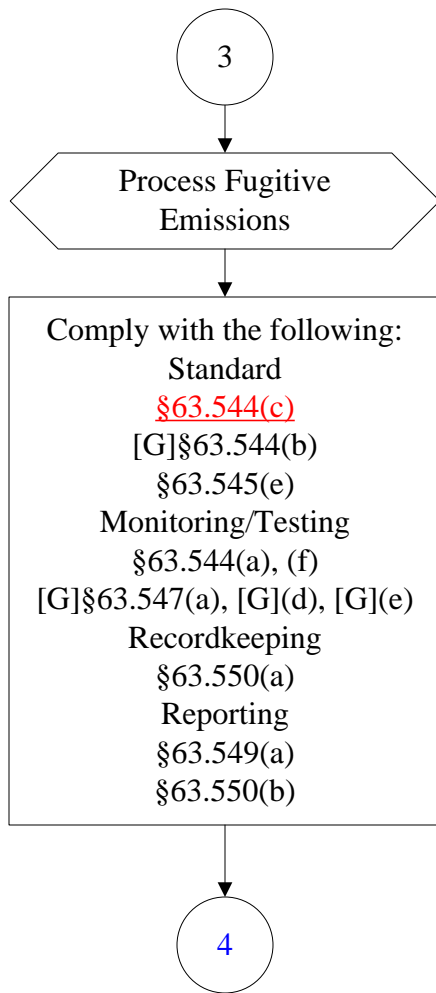 3
Process Fugitive
Emissions
Comply with the following:
Standard
§63.544(c)
[G]§63.544(b)
§63.545(e)
Monitoring/Testing
§63.544(a), (f)
[G]§63.547(a), [G](d), [G](e)
Recordkeeping
§63.550(a)
Reporting
§63.549(a)
§63.550(b)
4